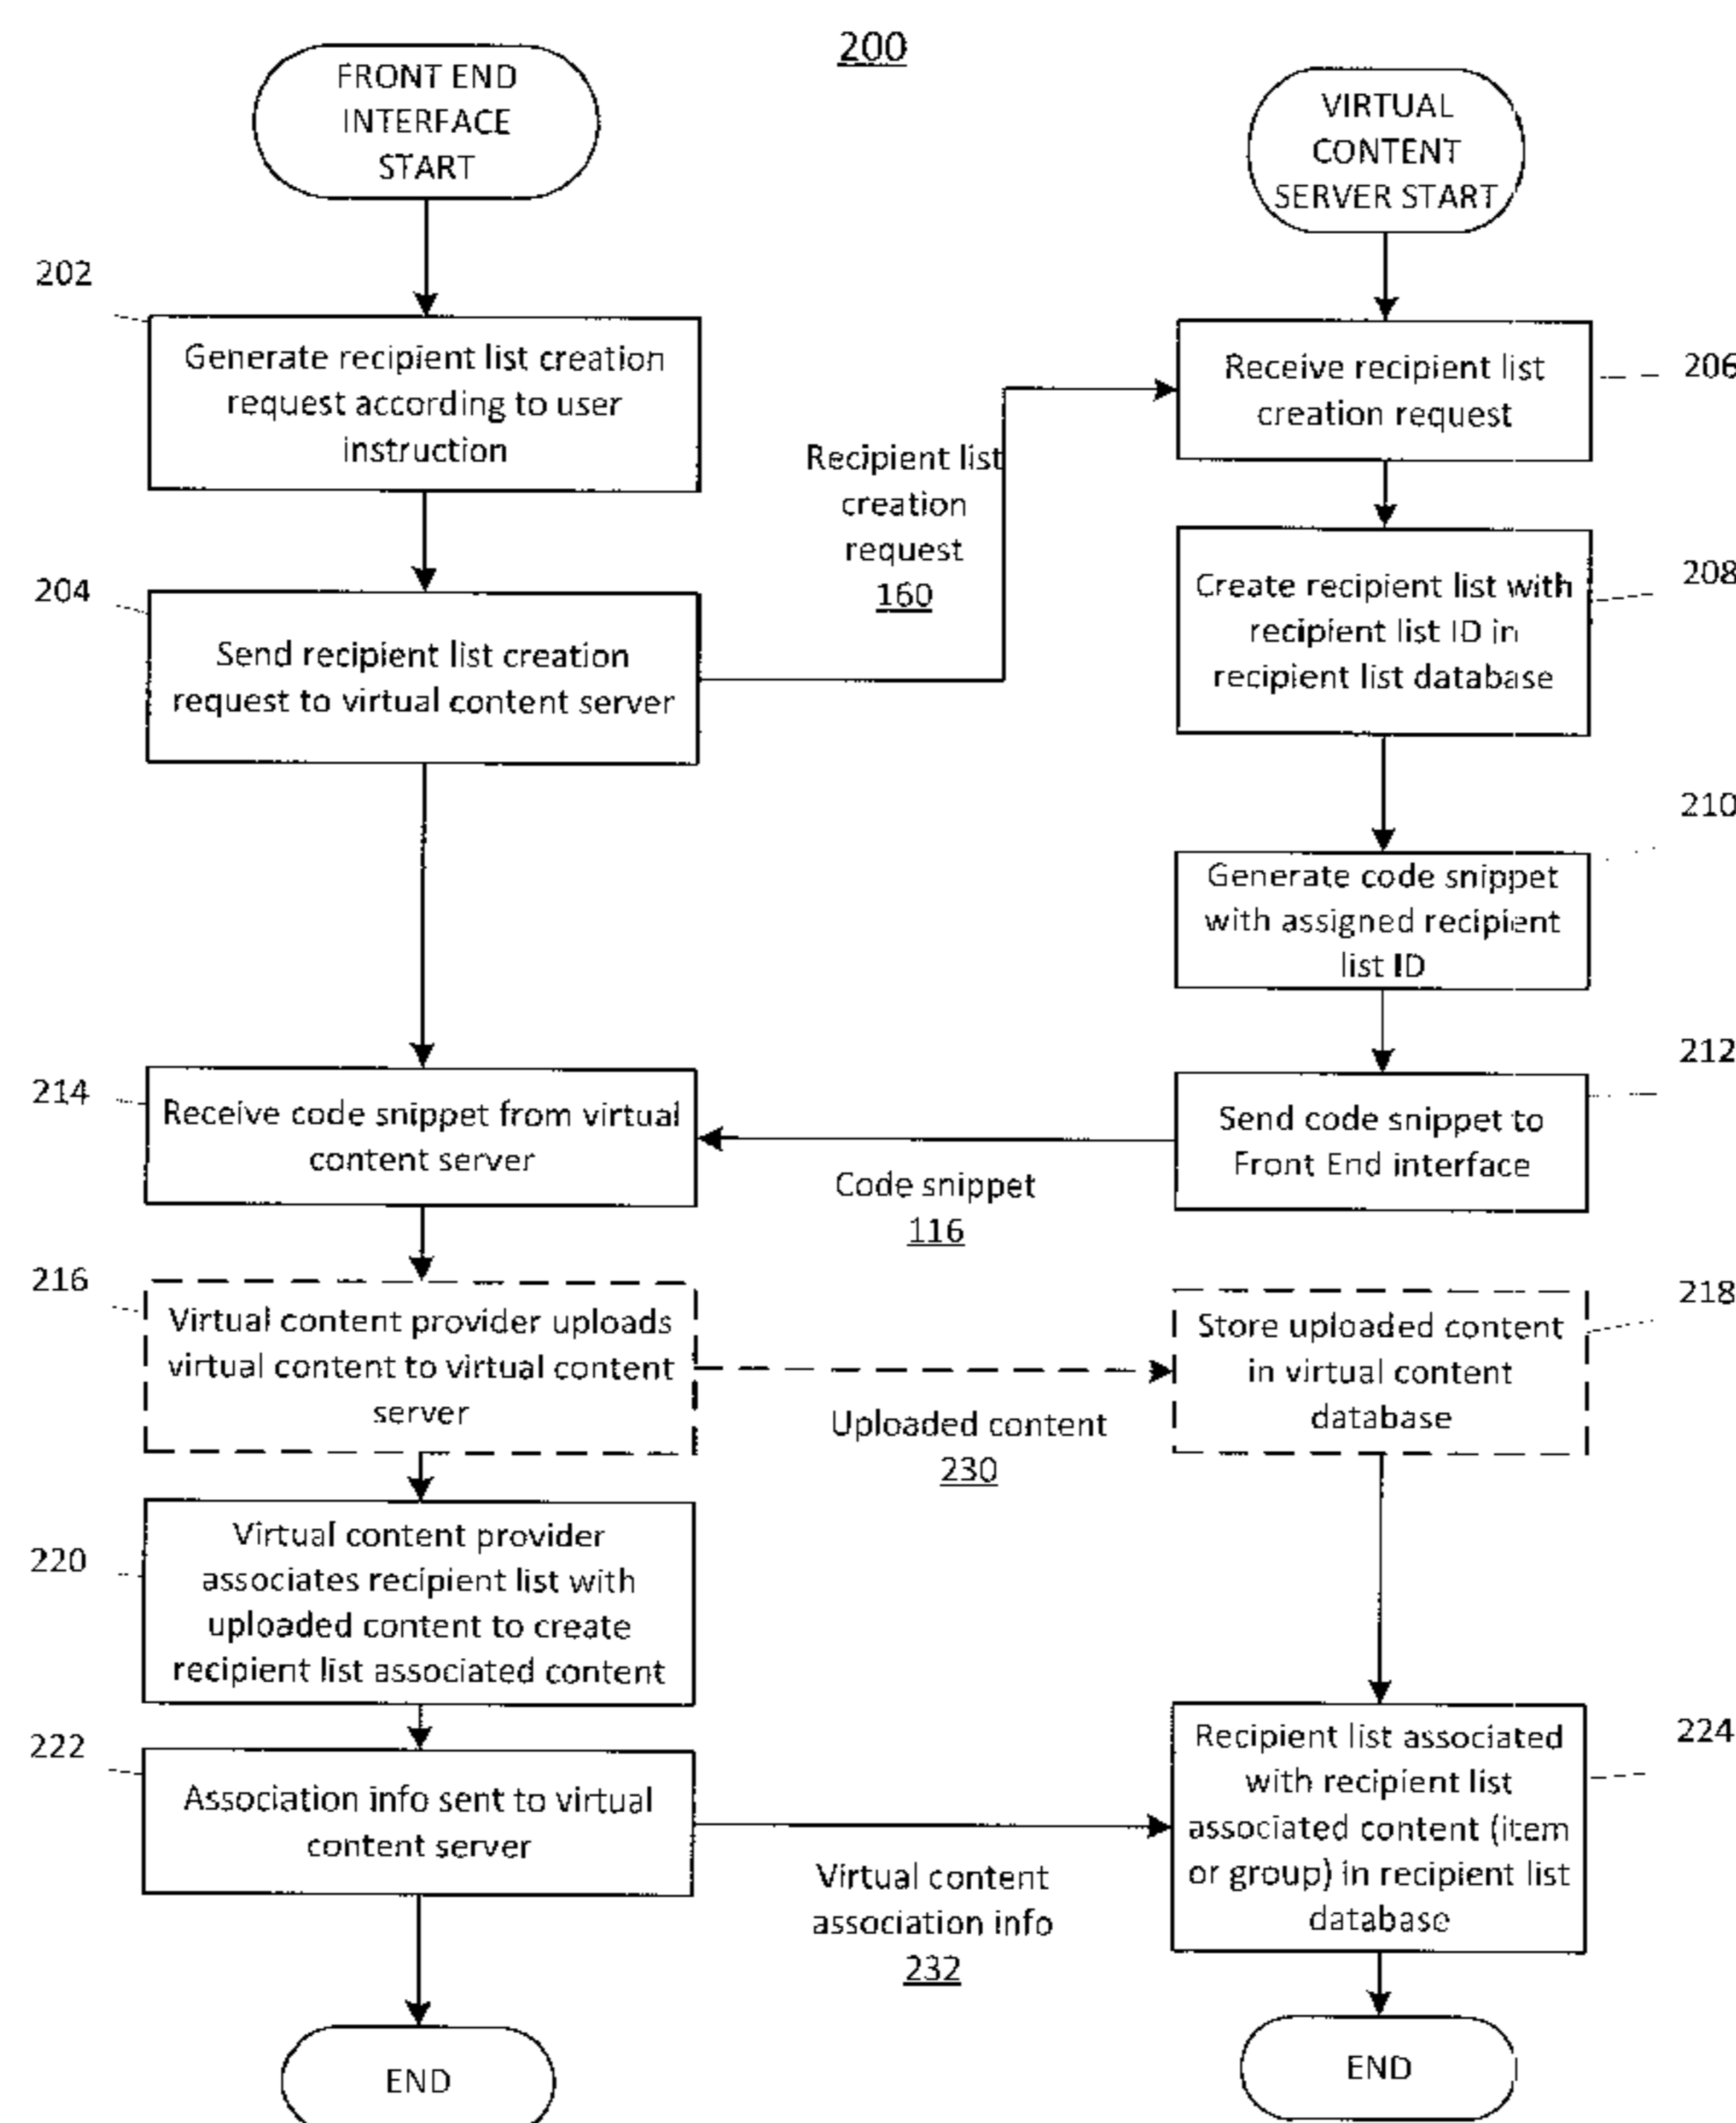 200
FRONT END
INTERFACE
START
VIRTUAL
CONTENT
SERVER START
202
Generate recipient list creation
request according to user
instruction
204
Send recipient list creation
request to virtual content server
Recipient list
creation
request
160
Receive recipient list
creation request
206
Create recipient list with
recipient list ID in
recipient list database
208
Generate code snippet
with assigned recipient
list ID
210
Send code snippet to
Front End interface
212
214
Receive code snippet from virtual
content server
Code snippet
116
216
Virtual content provider uploads
virtual content to virtual content
server
Uploaded content
230
Store uploaded content
in virtual content
database
218
220
Virtual content provider
associates recipient list with
uploaded content to create
recipient list associated content
222
Association info sent to virtual
content server
Virtual content
association info
232
Recipient list associated
with recipient list
associated content (item
or group) in recipient list
database
224
END
END